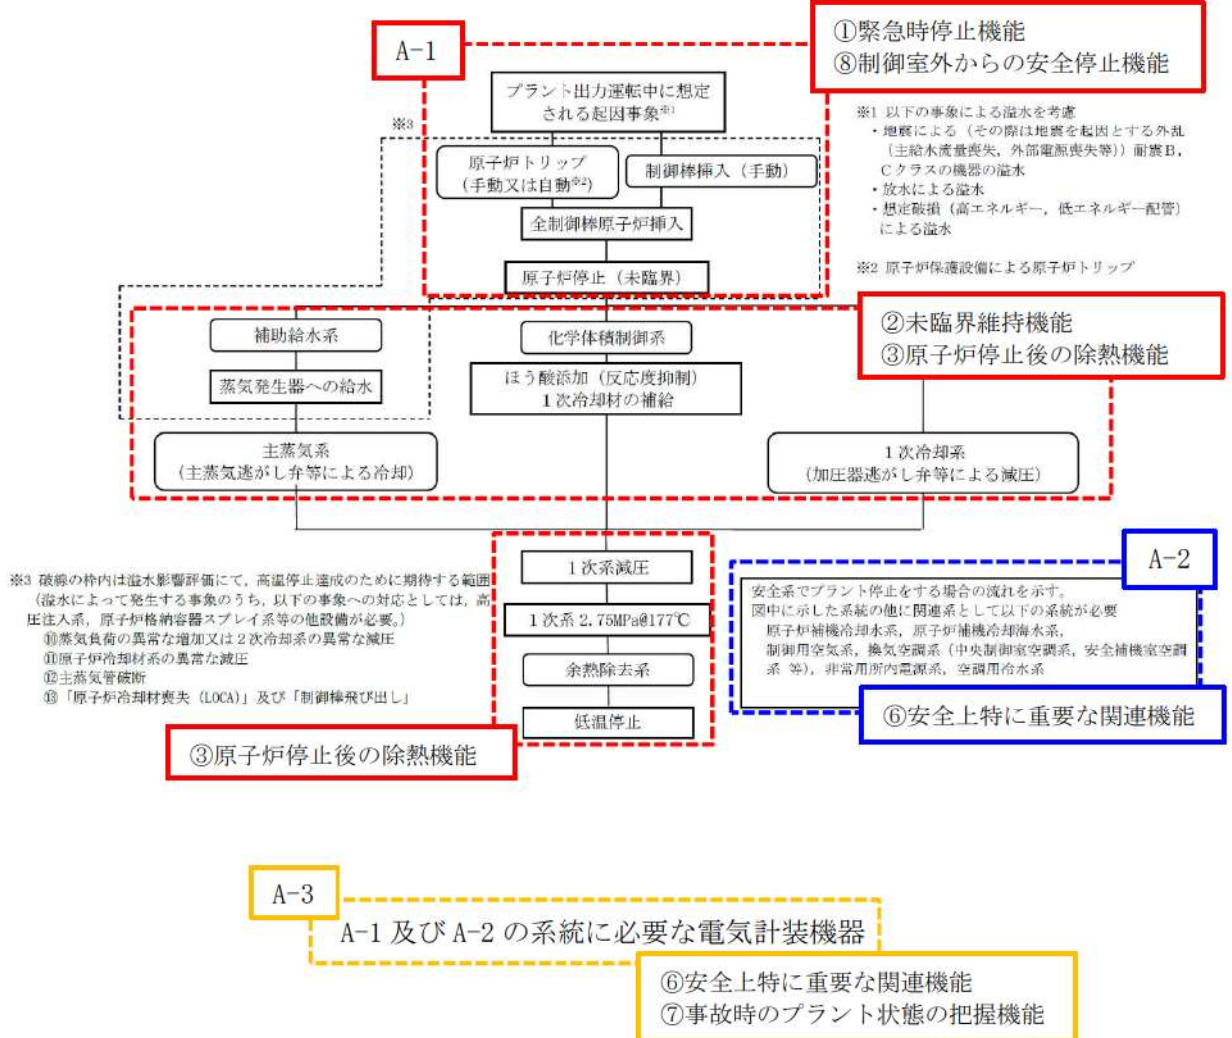 A-1
①緊急時停止機能
⑧制御室外からの安全停止機能
プラント出力運転中に想定
される起因事象※1
※3
原子炉トリップ
(手動又は自動※2)
制御棒挿入（手動）
全制御棒原子炉挿入
原子炉停止（未臨界）
※1 以下の事象による溢水を考慮
・地震による（その際は地震を起因とする外乱
（主給水流量喪失，外部電源喪失等））耐震B，
Cクラスの機器の溢水
・放水による溢水
・想定破損（高エネルギー，低エネルギー配管）
による溢水
※2 原子炉保護設備による原子炉トリップ
②未臨界維持機能
③原子炉停止後の除熱機能
補助給水系
蒸気発生器への給水
主蒸気系
(主蒸気逃がし弁等による冷却)
化学体積制御系
ほう酸添加（反応度抑制）
1次冷却材の補給
1次冷却系
(加圧器逃がし弁等による減圧)
※3 破線の枠内は溢水影響評価にて，高温停止達成のために期待する範囲
（溢水によって発生する事象のうち，以下の事象への対応としては，高
圧注入系，原子炉格納容器スプレイ系等の他設備が必要。）
⑩蒸気負荷の異常な増加又は2次冷却系の異常な減圧
⑪原子炉冷却材系の異常な減圧
⑫主蒸気管破断
⑬「原子炉冷却材喪失（LOCA）」及び「制御棒飛び出し」
1次系減圧
1次系 2.75MPa@177℃
余熱除去系
低温停止
③原子炉停止後の除熱機能
A-2
安全系でプラント停止をする場合の流れを示す。
図中に示した系統の他に関連系として以下の系統が必要
原子炉補機冷却水系，原子炉補機冷却海水系，
制御用空気系，換気空調系（中央制御室空調系，安全補機室空調
系 等），非常用所内電源系，空調用冷水系
⑥安全上特に重要な関連機能
A-3
A-1 及び A-2 の系統に必要な電気計装機器
⑥安全上特に重要な関連機能
⑦事故時のプラント状態の把握機能